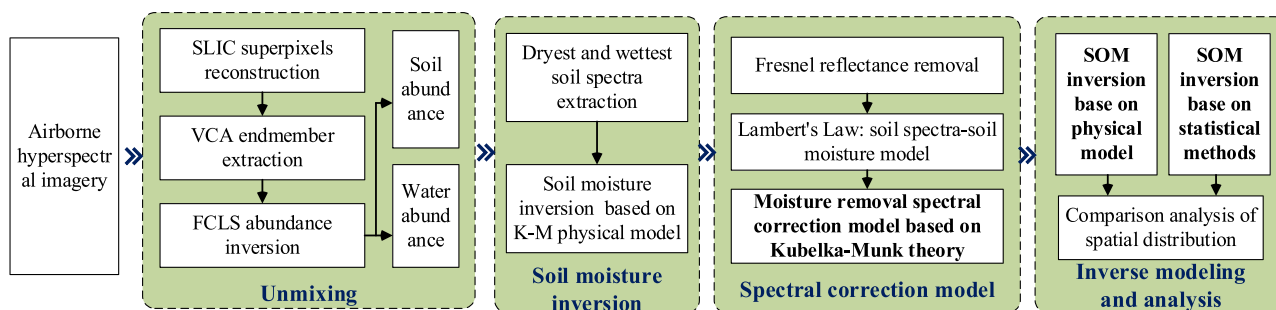 Airborne
hyperspectr
al imagery
SLIC superpixels
reconstruction
VCA endmember
extraction
FCLS abundance
inversion
Soil
abund
ance
Water
abund
ance
Unmixing
Dryest and wettest
soil spectra
extraction
Soil moisture
inversion based on
K-M physical model
Soil moisture
inversion
Fresnel reflectance removal
Lambert's Law: soil spectra-soil
moisture model
Moisture removal spectral
correction model based on
Kubelka-Munk theory
Spectral correction model
SOM
inversion
base on
physical
model
SOM
inversion
base on
statistical
methods
Comparison analysis of
spatial distribution
Inverse modeling
and analysis